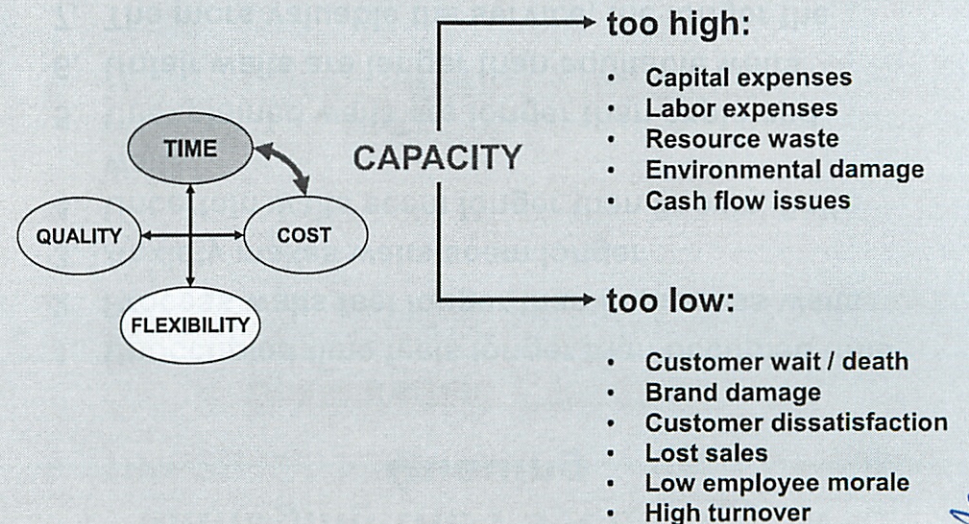 TIME
QUALITY
COST
FLEXIBILITY
CAPACITY
too high:
• Capital expenses
• Labor expenses
• Resource waste
• Environmental damage
• Cash flow issues
too low:
• Customer wait / death
• Brand damage
• Customer dissatisfaction
• Lost sales
• Low employee morale
• High turnover